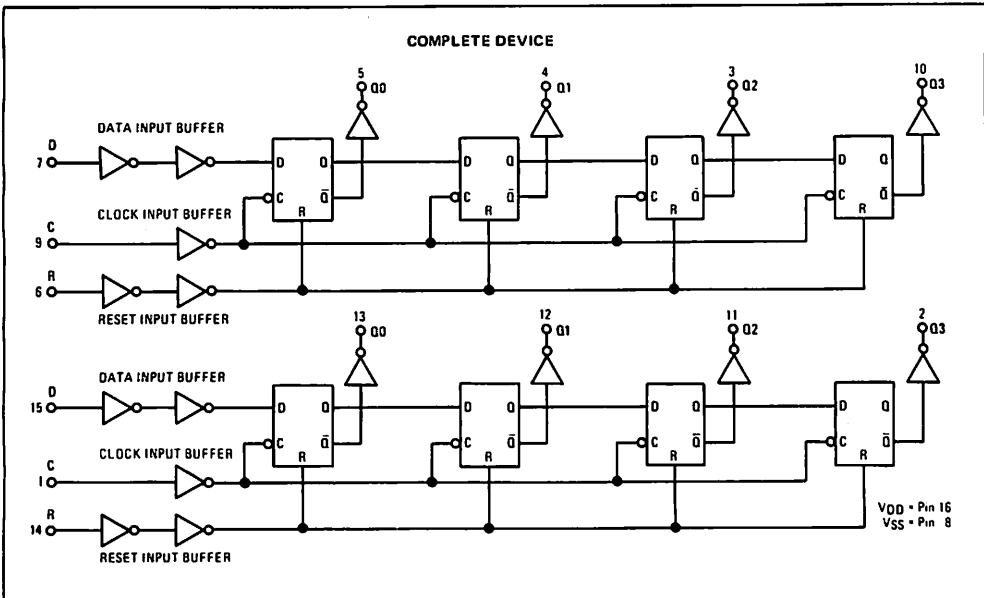 COMPLETE DEVICE
5
Q0
4
Q1
3
Q2
10
Q3
DATA INPUT BUFFER
D
7
D Q
C Q̅
R
D Q
C Q̅
R
D Q
C Q
R
D Q
C Q̅
R
CLOCK INPUT BUFFER
C
9
R
6
RESET INPUT BUFFER
13
Q0
12
Q1
11
Q2
2
Q3
DATA INPUT BUFFER
D
15
D Q
C Q̅
R
D Q
C Q̅
R
D Q
C Q̅
R
D Q
C Q̅
R
CLOCK INPUT BUFFER
C
1
R
14
RESET INPUT BUFFER
VDD = Pin 16
VSS = Pin 8